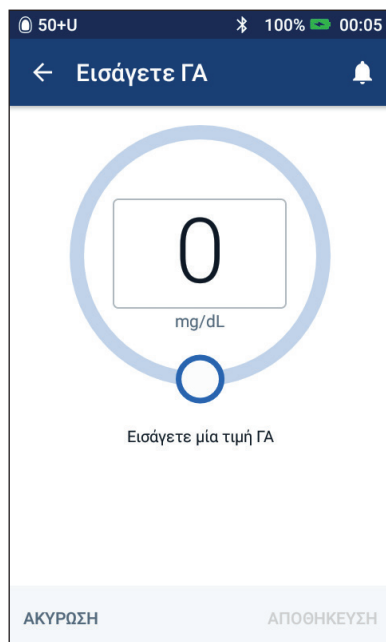 50+U 100% 00:05
Εισάγετε ΓΑ
0
mg/dL
Εισάγετε μία τιμή ΓΑ
ΑΚΥΡΩΣΗ ΑΠΟΘΗΚΕΥΣΗ